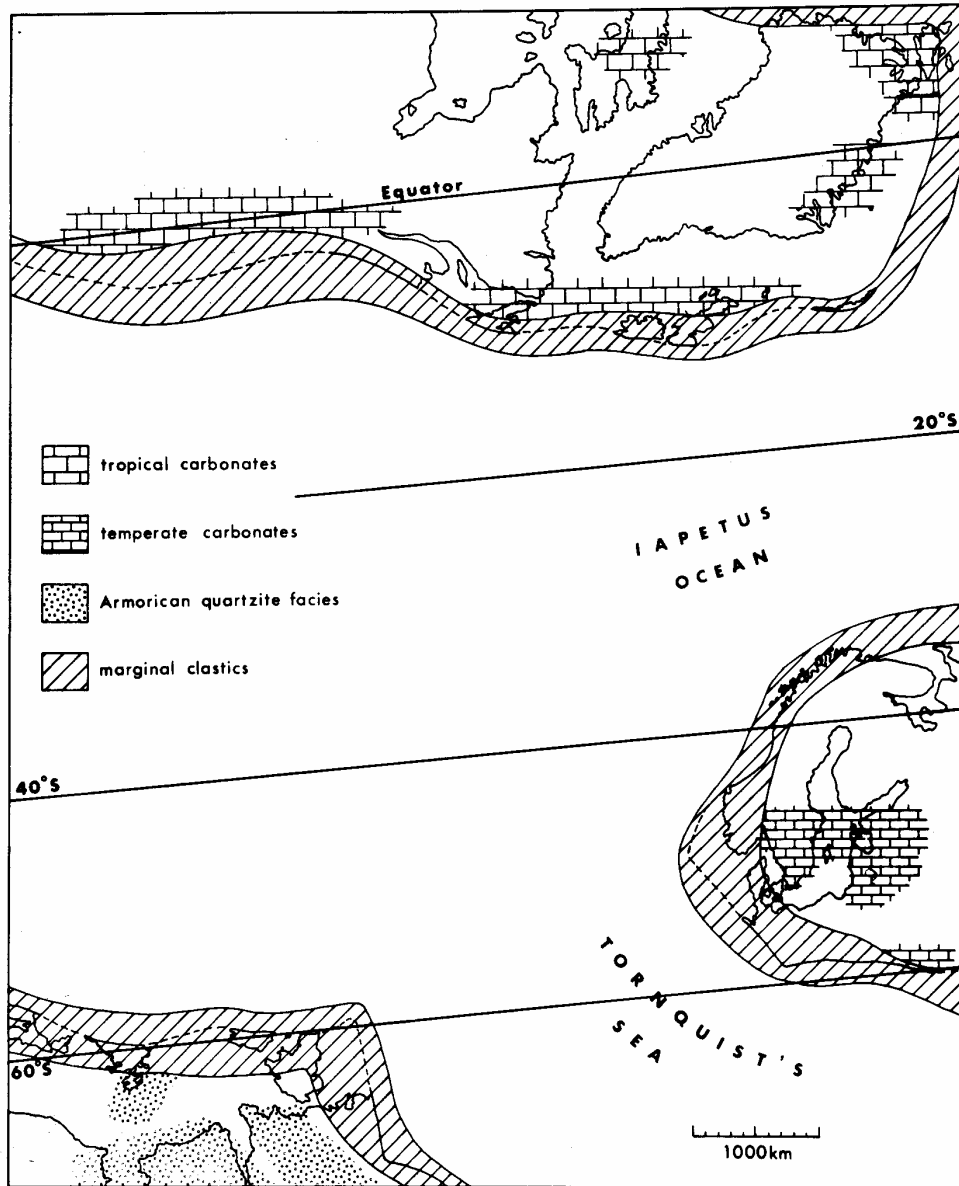 Equator
20°S
tropical carbonates
temperate carbonates
Armorican quartzite facies
marginal clastics
IAPETUS
OCEAN
40°S
TORNQUIST'S
SEA
60°S
1000km